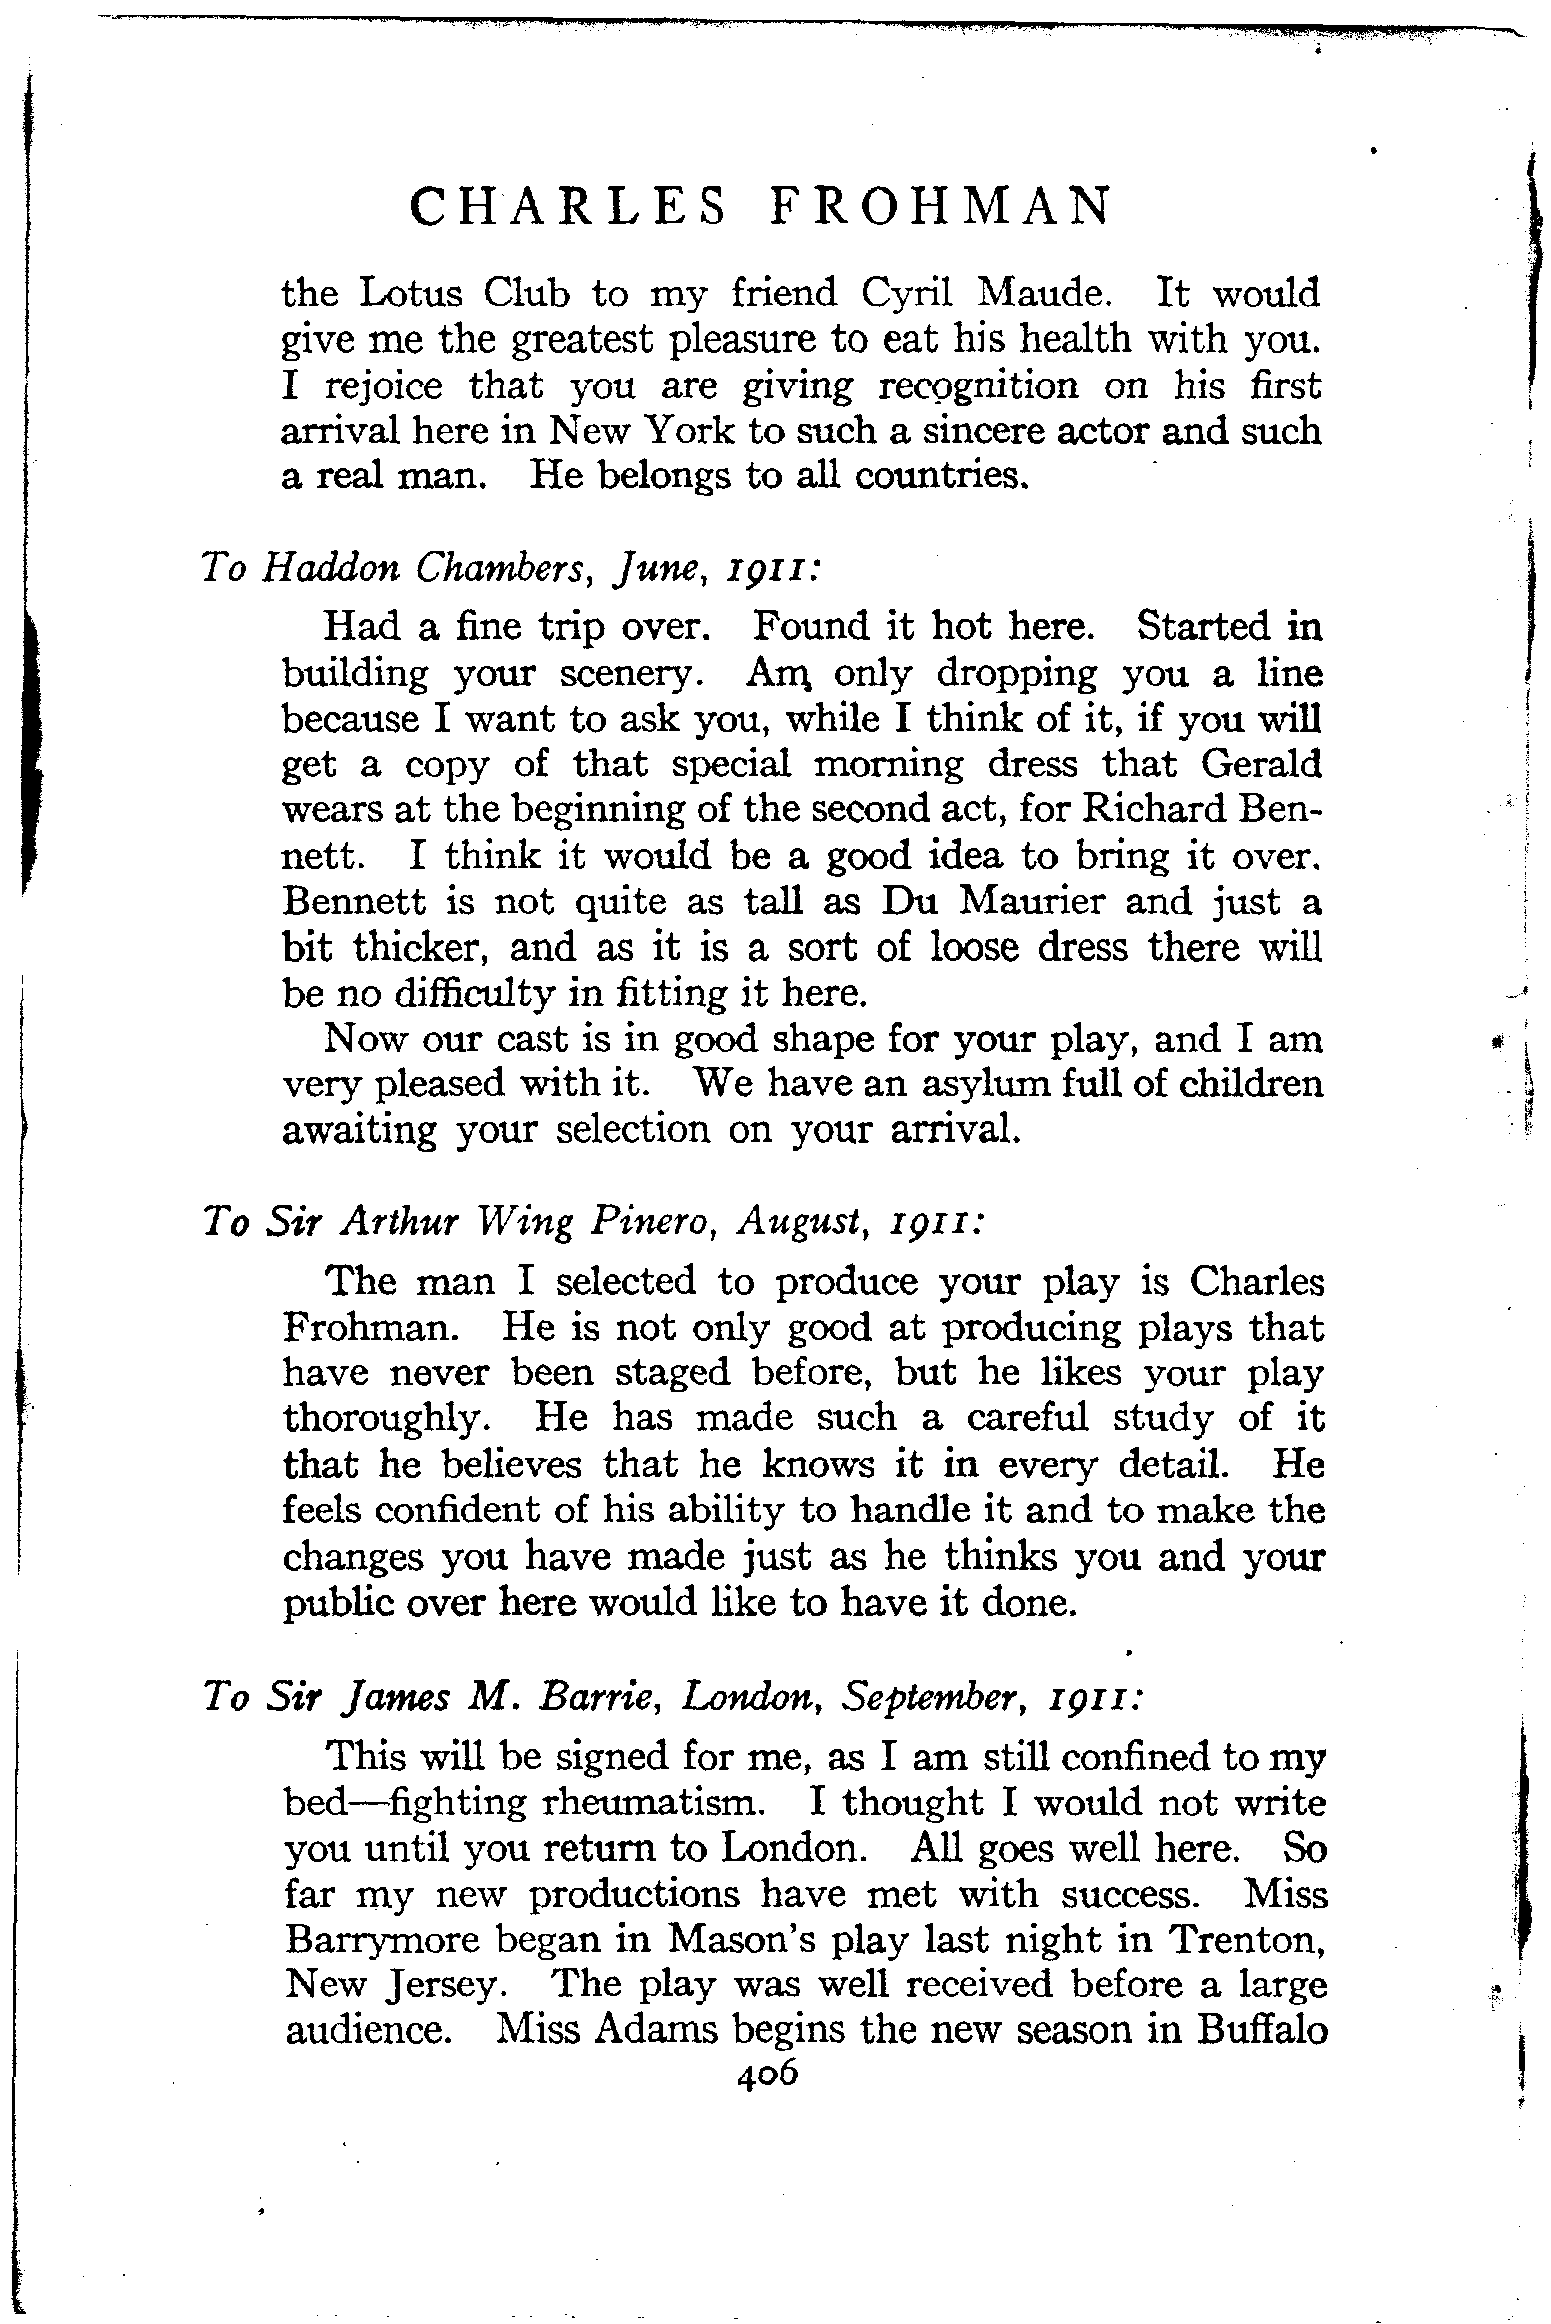 CHARLES FROHMAN
the Lotus Club to my friend Cyril Maude. It would
give me the greatest pleasure to eat his health with you.
I rejoice that you are giving recognition on his first
arrival here in New York to such a sincere actor and such
a real man. He belongs to all countries.
To Haddon Chambers, June, 1911:
Had a fine trip over. Found it hot here. Started in
building your scenery. Am only dropping you a line
because I want to ask you, while I think of it, if you will
get a copy of that special morning dress that Gerald
wears at the beginning of the second act, for Richard Ben-
nett. I think it would be a good idea to bring it over.
Bennett is not quite as tall as Du Maurier and just a
bit thicker, and as it is a sort of loose dress there will
be no difficulty in fitting it here.
Now our cast is in good shape for your play, and I am
very pleased with it. We have an asylum full of children
awaiting your selection on your arrival.
To Sir Arthur Wing Pinero, August, 1911:
The man I selected to produce your play is Charles
Frohman. He is not only good at producing plays that
have never been staged before, but he likes your play
thoroughly. He has made such a careful study of it
that he believes that he knows it in every detail. He
feels confident of his ability to handle it and to make the
changes you have made just as he thinks you and your
public over here would like to have it done.
To Sir James M. Barrie, London, September, 1911:
This will be signed for me, as I am still confined to my
bed—fighting rheumatism. I thought I would not write
you until you return to London. All goes well here. So
far my new productions have met with success. Miss
Barrymore began in Mason's play last night in Trenton,
New Jersey. The play was well received before a large
audience. Miss Adams begins the new season in Buffalo
406